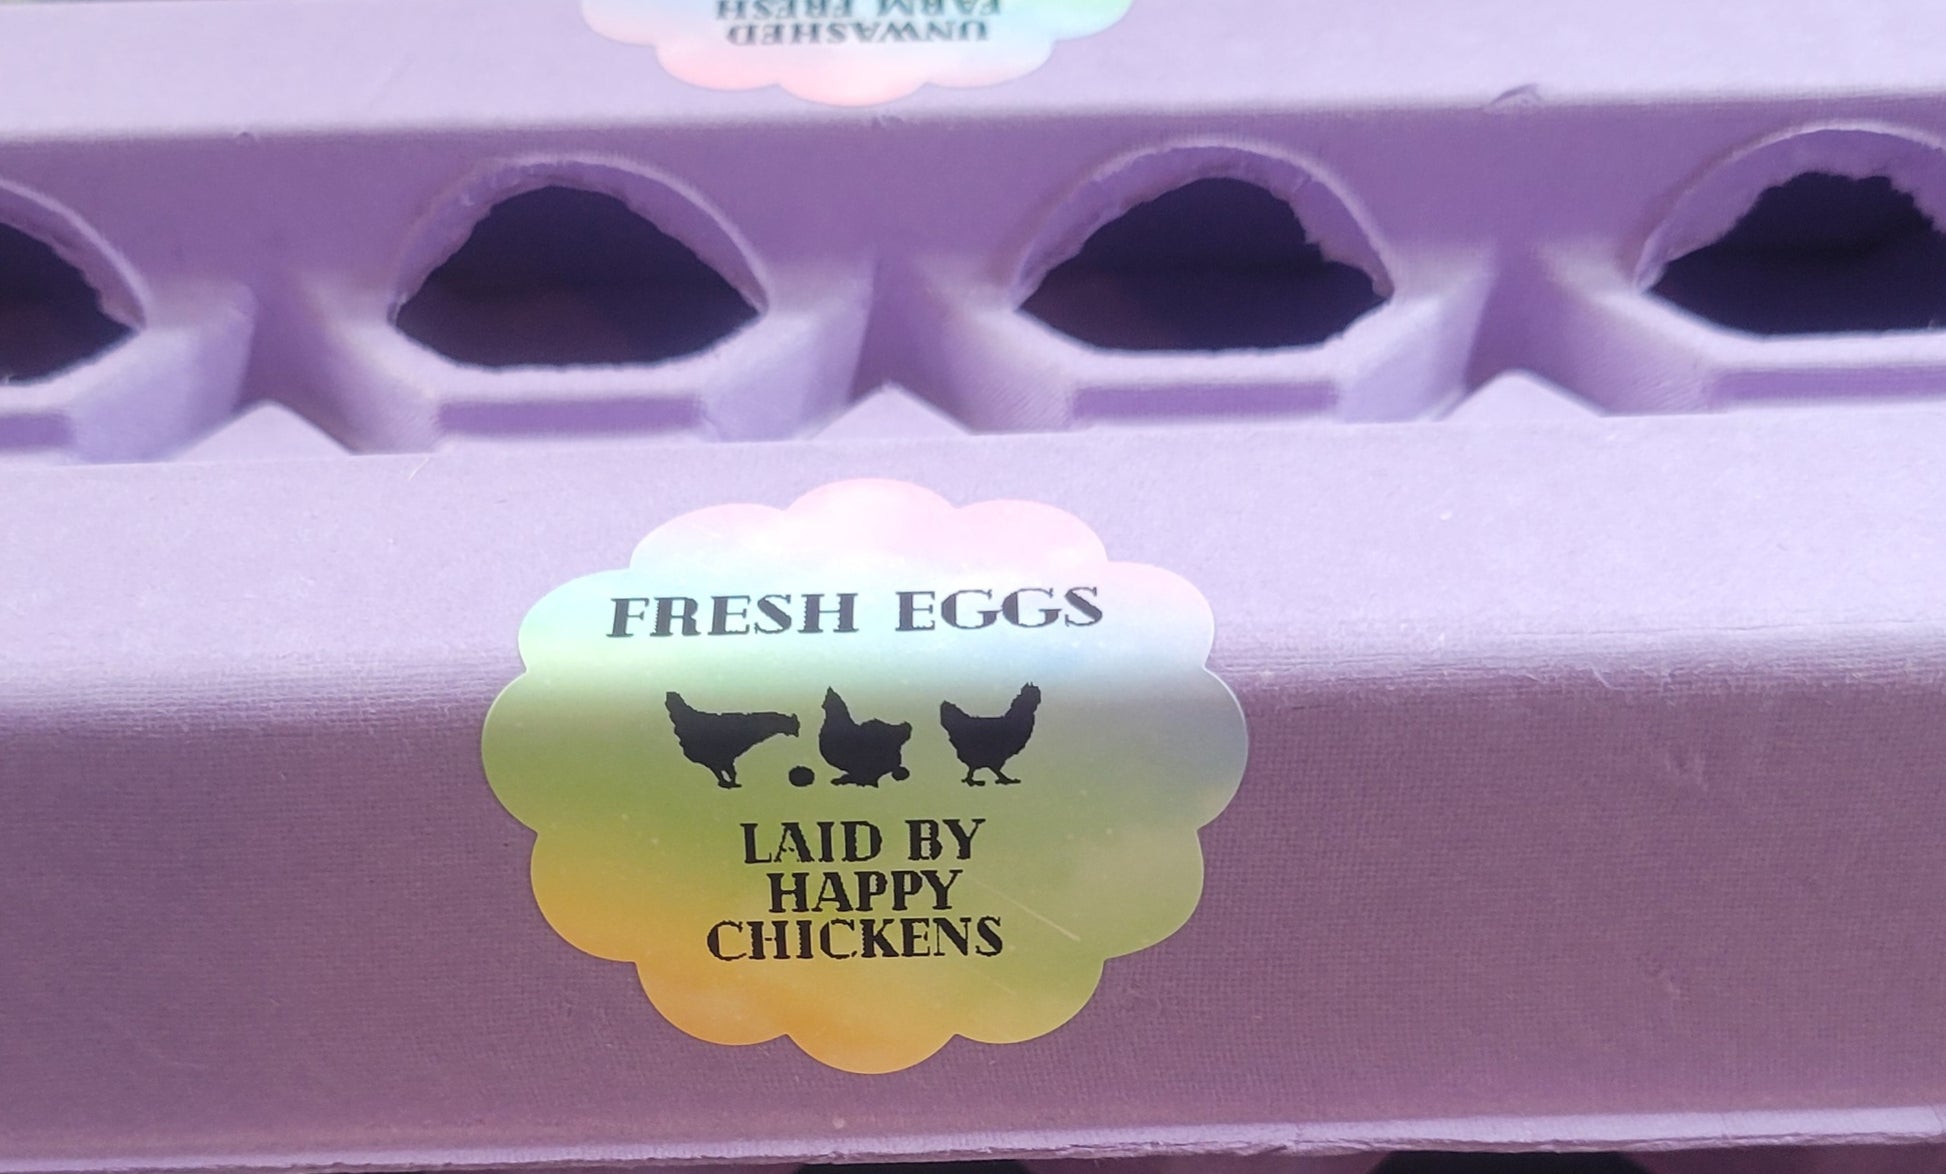 FARM FRESH
UNWASHED
FRESH EGGS
LAID BY
HAPPY
CHICKENS